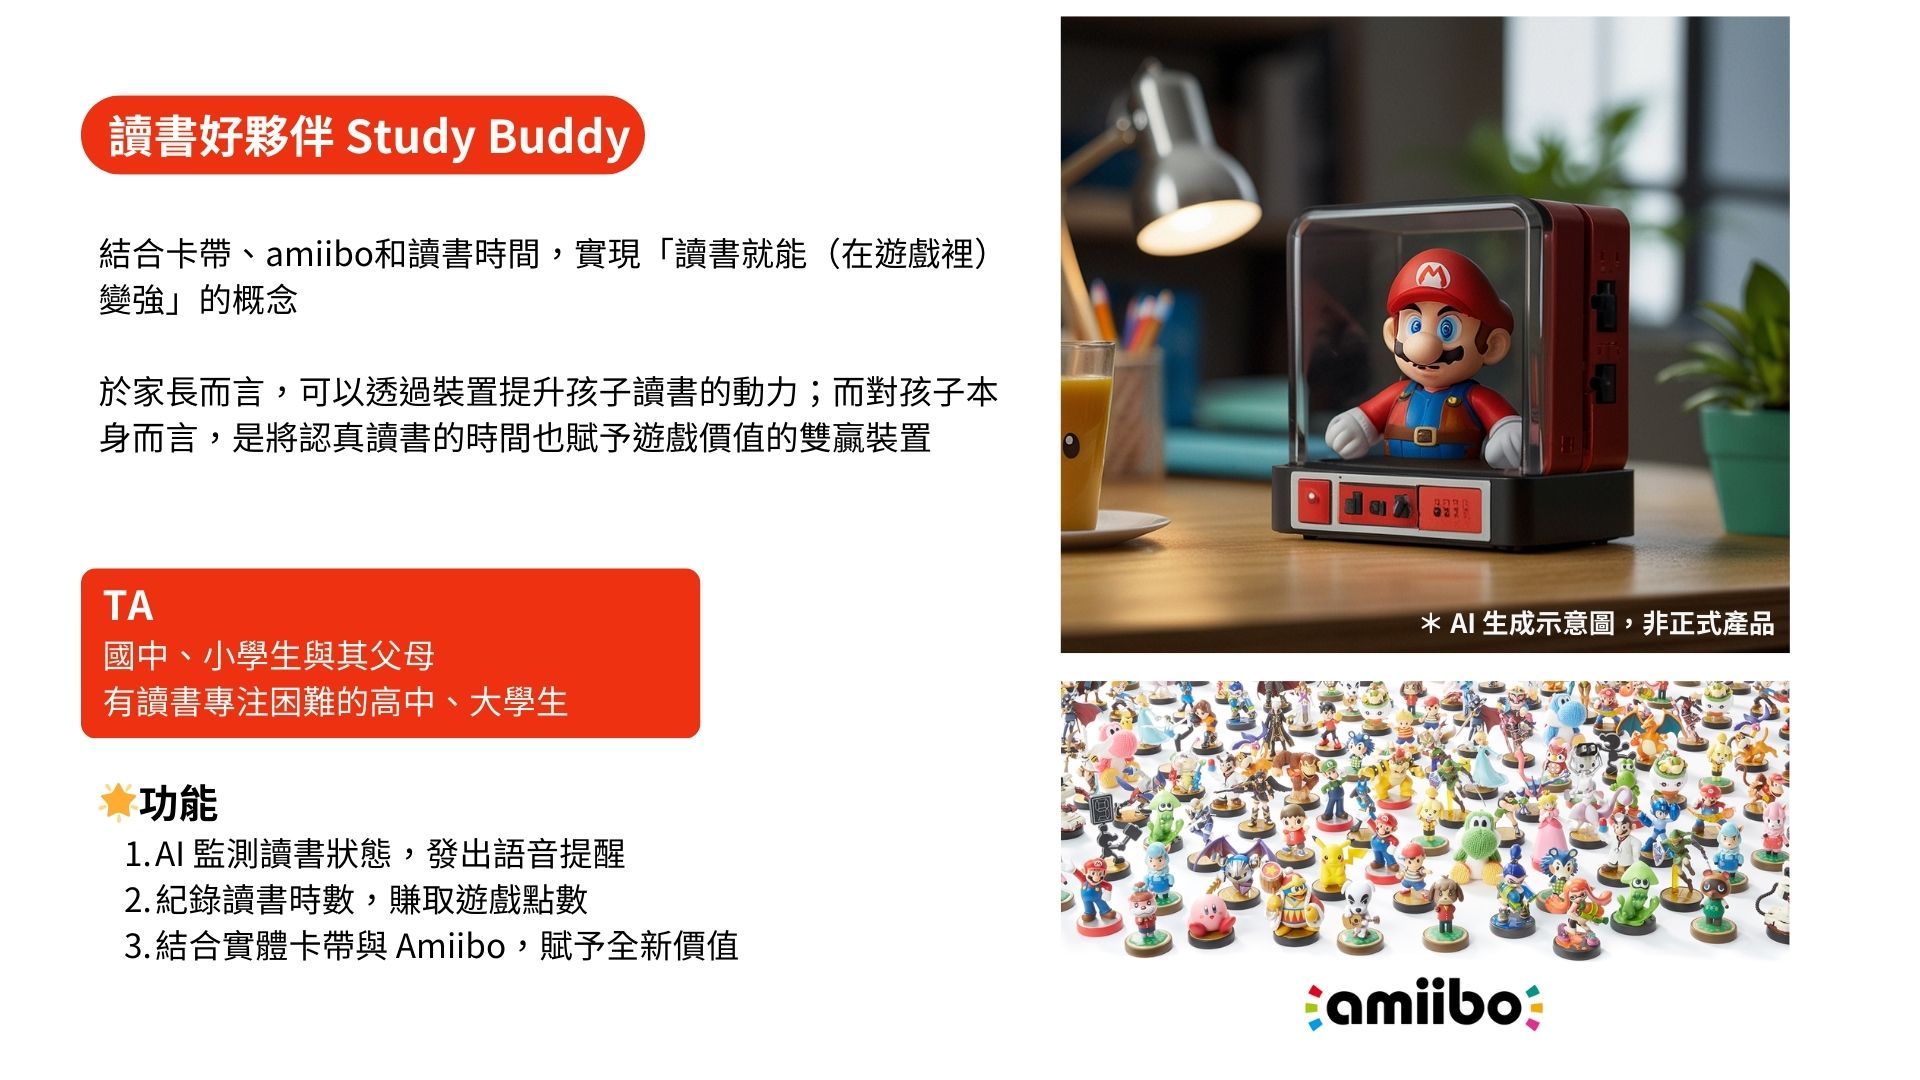 讀書好夥伴 Study Buddy
結合卡帶、amiibo和讀書時間，實現「讀書就能（在遊戲裡）
變強」的概念
於家長而言，可以透過裝置提升孩子讀書的動力；而對孩子本
身而言，是將認真讀書的時間也賦予遊戲價值的雙贏裝置
TA
國中、小學生與其父母
有讀書專注困難的高中、大學生
🌟功能
1. AI 監測讀書狀態，發出語音提醒
2. 紀錄讀書時數，賺取遊戲點數
3. 結合實體卡帶與 Amiibo，賦予全新價值
M
＊ AI 生成示意圖，非正式產品
amiibo